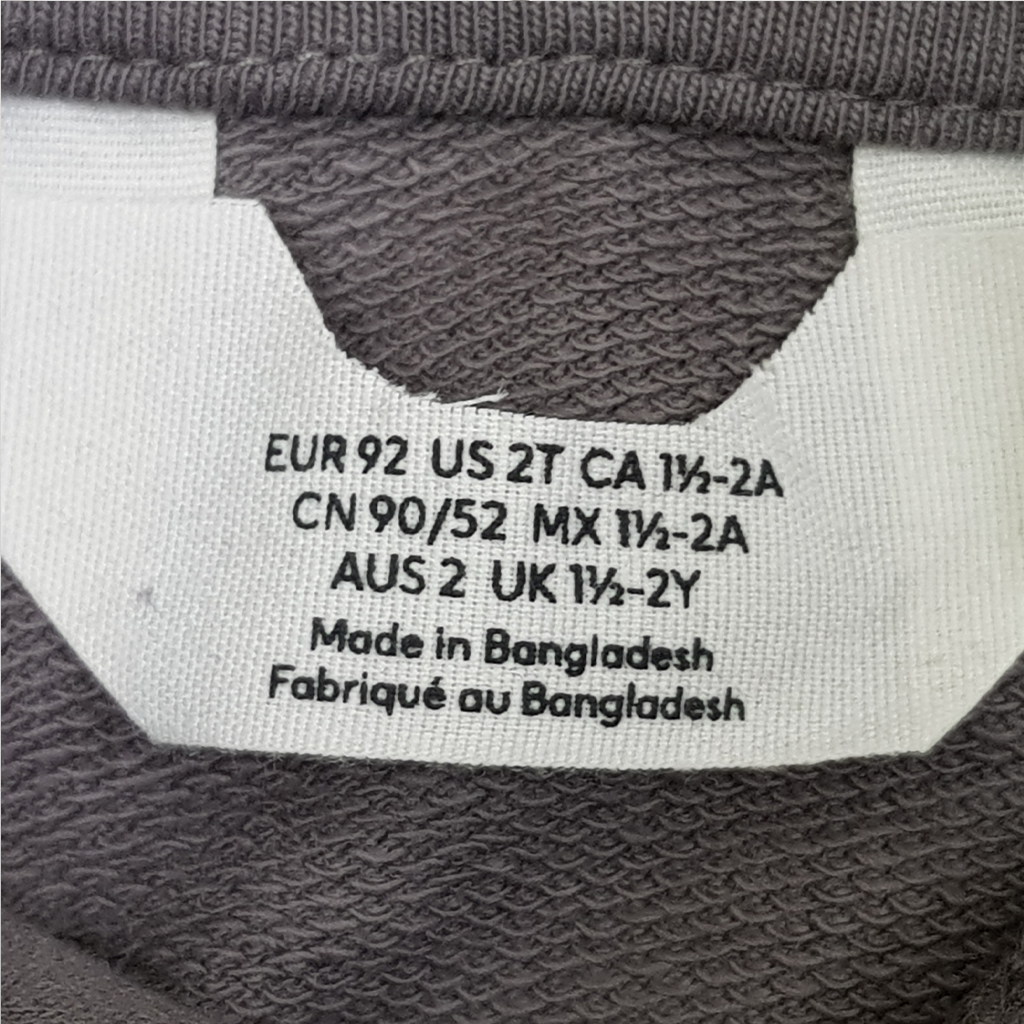 EUR 92 US 2T CA 1½-2A
CN 90/52 MX 1½-2A
AUS 2 UK 1½-2Y
Made in Bangladesh
Fabriqué au Bangladesh